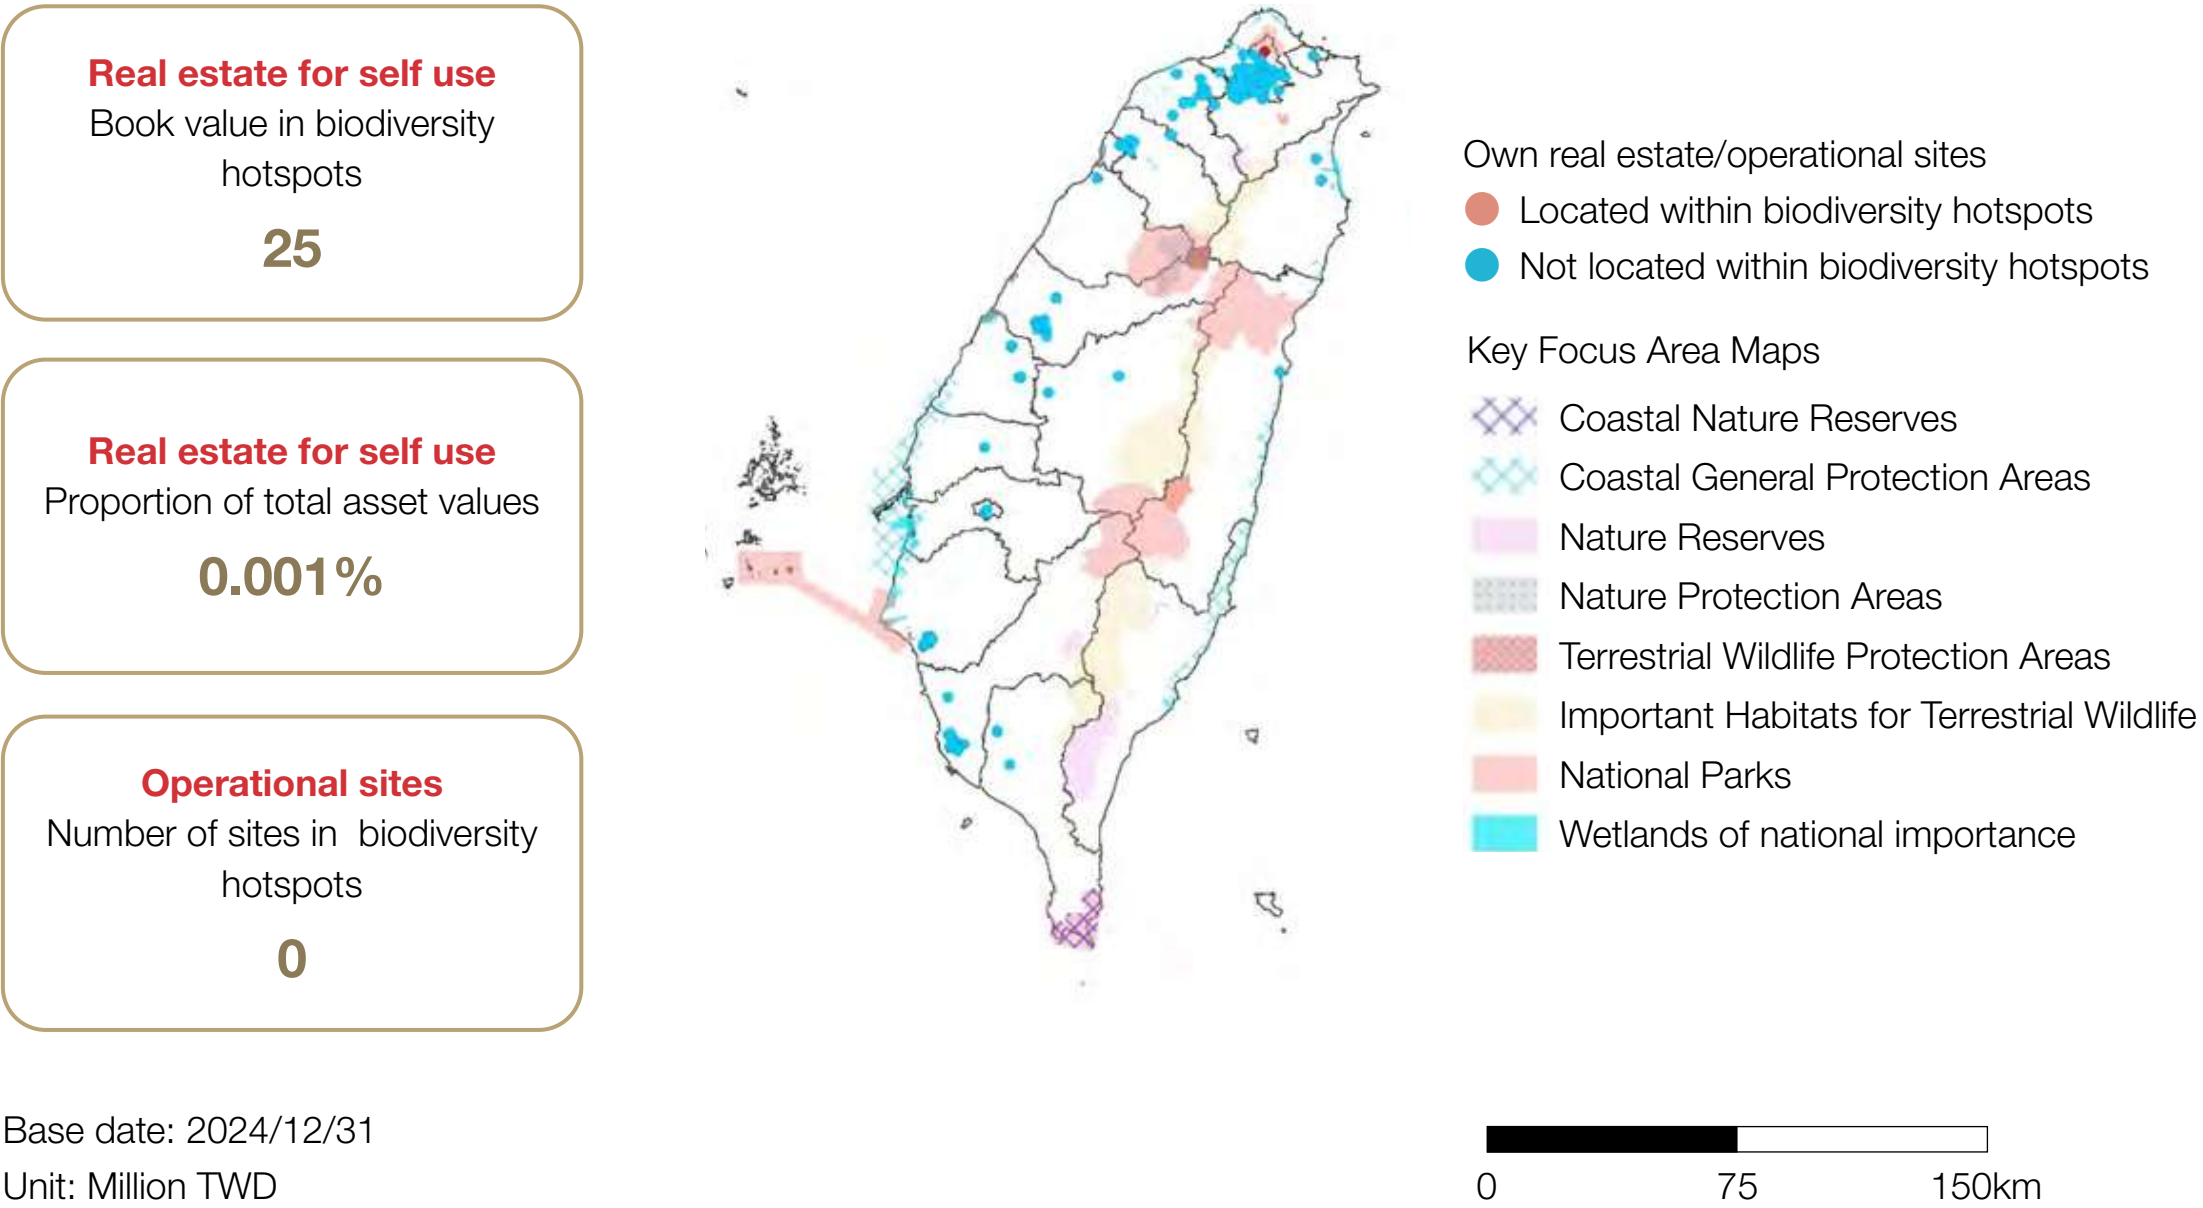 Real estate for self use
Book value in biodiversity
hotspots
25
Real estate for self use
Proportion of total asset values
0.001%
Operational sites
Number of sites in biodiversity
hotspots
0
Base date: 2024/12/31
Unit: Million TWD
Own real estate/operational sites
Located within biodiversity hotspots
Not located within biodiversity hotspots
Key Focus Area Maps
Coastal Nature Reserves
Coastal General Protection Areas
Nature Reserves
Nature Protection Areas
Terrestrial Wildlife Protection Areas
Important Habitats for Terrestrial Wildlife
National Parks
Wetlands of national importance
0 75 150km